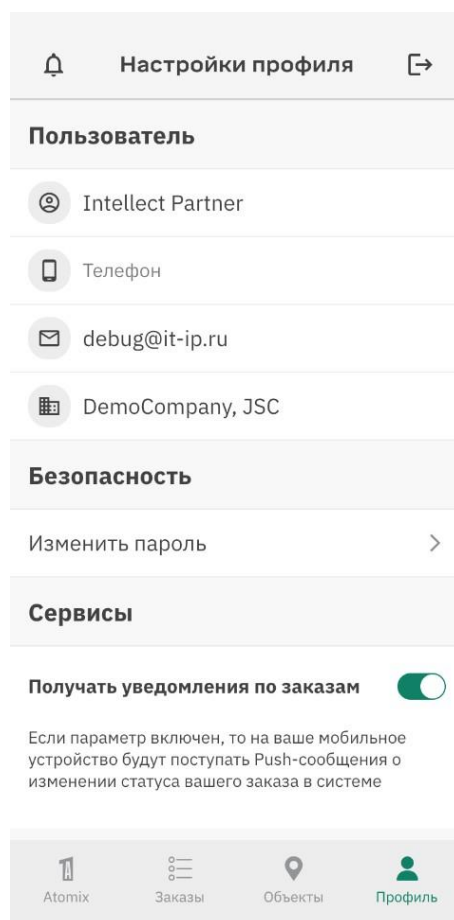 Настройки профиля
Пользователь
Intellect Partner
Телефон
debug@it-ip.ru
DemoCompany, JSC
Безопасность
Изменить пароль
Сервисы
Получать уведомления по заказам
Если параметр включен, то на ваше мобильное
устройство будут поступать Push-сообщения о
изменении статуса вашего заказа в системе
Atomix Заказы Объекты Профиль